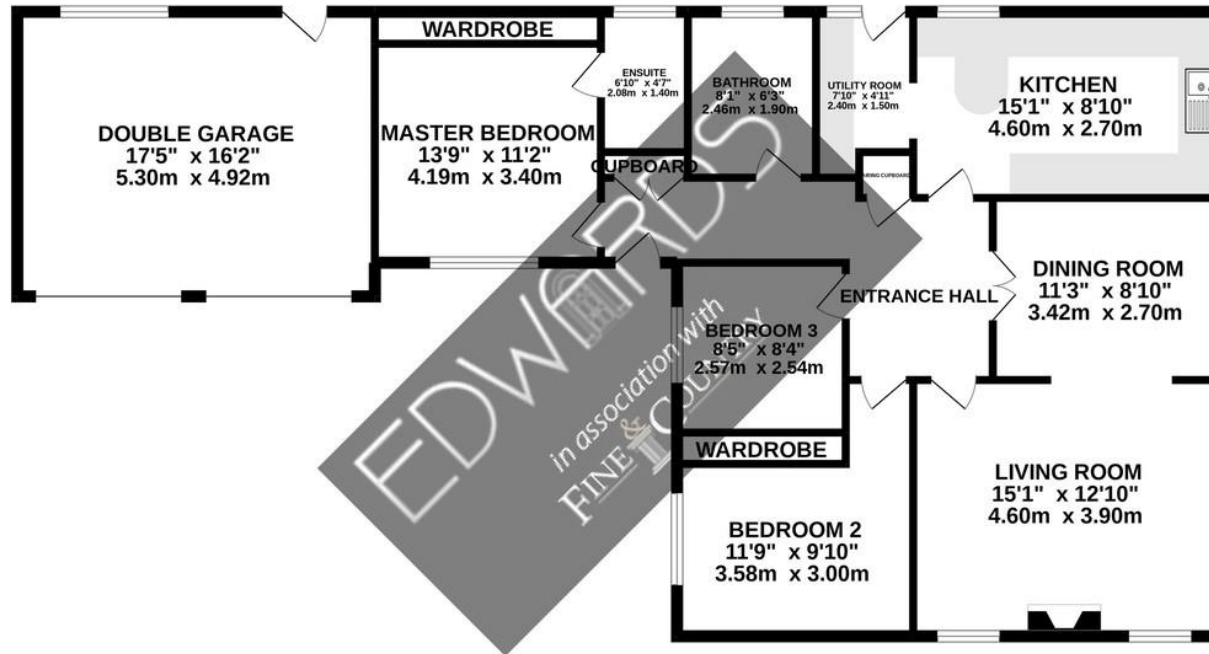 DOUBLE GARAGE
17'5" x 16'2"
5.30m x 4.92m
WARDROBE
MASTER BEDROOM
13'9" x 11'2"
4.19m x 3.40m
ENSUITE
6'10" x 4'7"
2.08m x 1.40m
CUPBOARD
BATHROOM
8'1" x 6'3"
2.46m x 1.90m
UTILITY ROOM
7'10" x 4'11"
2.40m x 1.50m
KITCHEN
15'1" x 8'10"
4.60m x 2.70m
AIRING CUPBOARD
DINING ROOM
11'3" x 8'10"
3.42m x 2.70m
ENTRANCE HALL
BEDROOM 3
8'5" x 8'4"
2.57m x 2.54m
WARDROBE
BEDROOM 2
11'9" x 9'10"
3.58m x 3.00m
LIVING ROOM
15'1" x 12'10"
4.60m x 3.90m
EDWARDS
in association with
FINE & COUNTRY